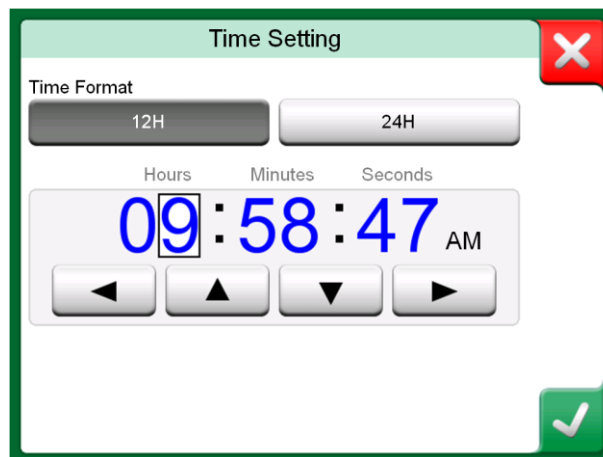 Time Setting
Time Format
12H 24H
Hours Minutes Seconds
09:58:47 AM